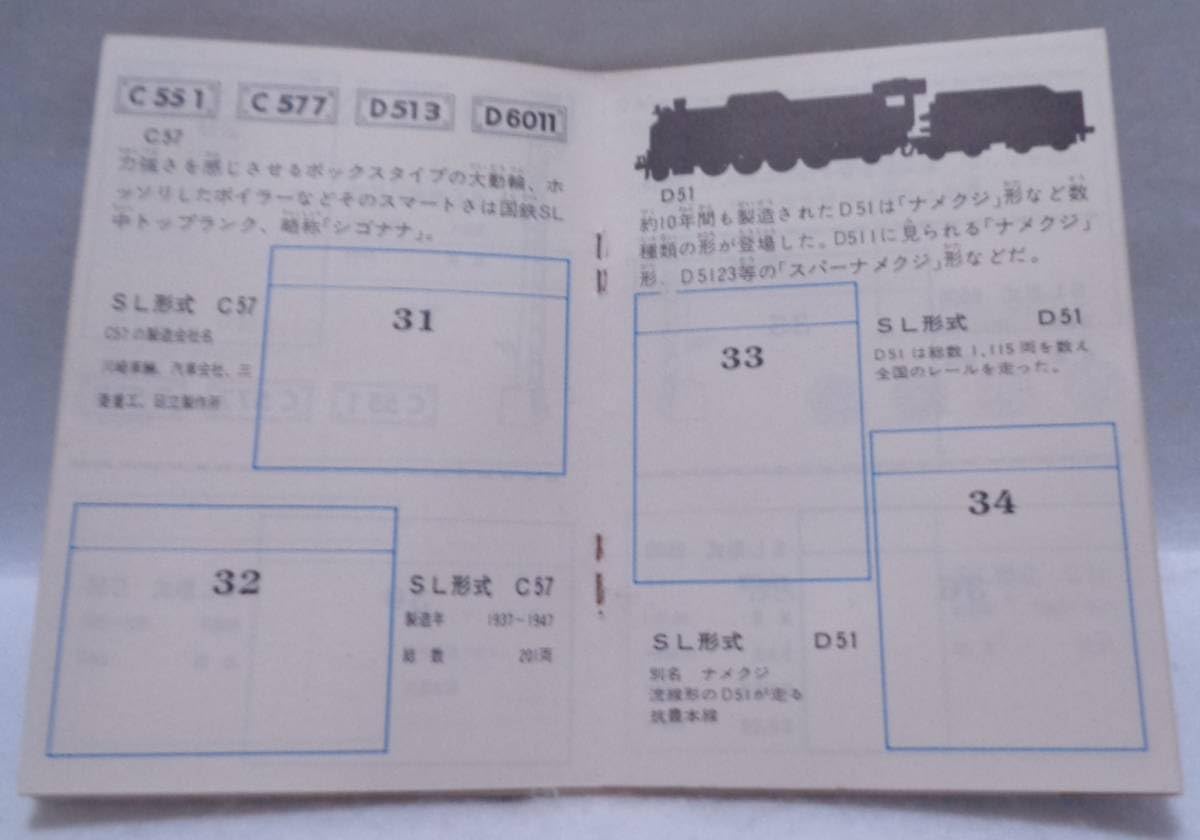 C551
C577
D513
D6011
C57
力強さを感じさせるボックスタイプの大動輪、ホ
ッソリしたボイラーなどそのスマートさは国鉄SL
中トップランク、略称「シゴナナ」。
SL形式 C57
C57の製造会社名
川崎車輛、汽車会社、三
菱重工、日立製作所
31
32
SL形式 C57
製造年 1937~1947
総数 201両
D51
約10年間も製造されたD51は「ナメクジ」形など数
種類の形が登場した。D511に見られる「ナメクジ」
形、D5123等の「スパーナメクジ」形などだ。
33
SL形式 D51
D51は総数1,115両を数え
全国のレールを走った。
34
SL形式 D51
別名 ナメクジ
流線形のD51が走る
筑豊本線